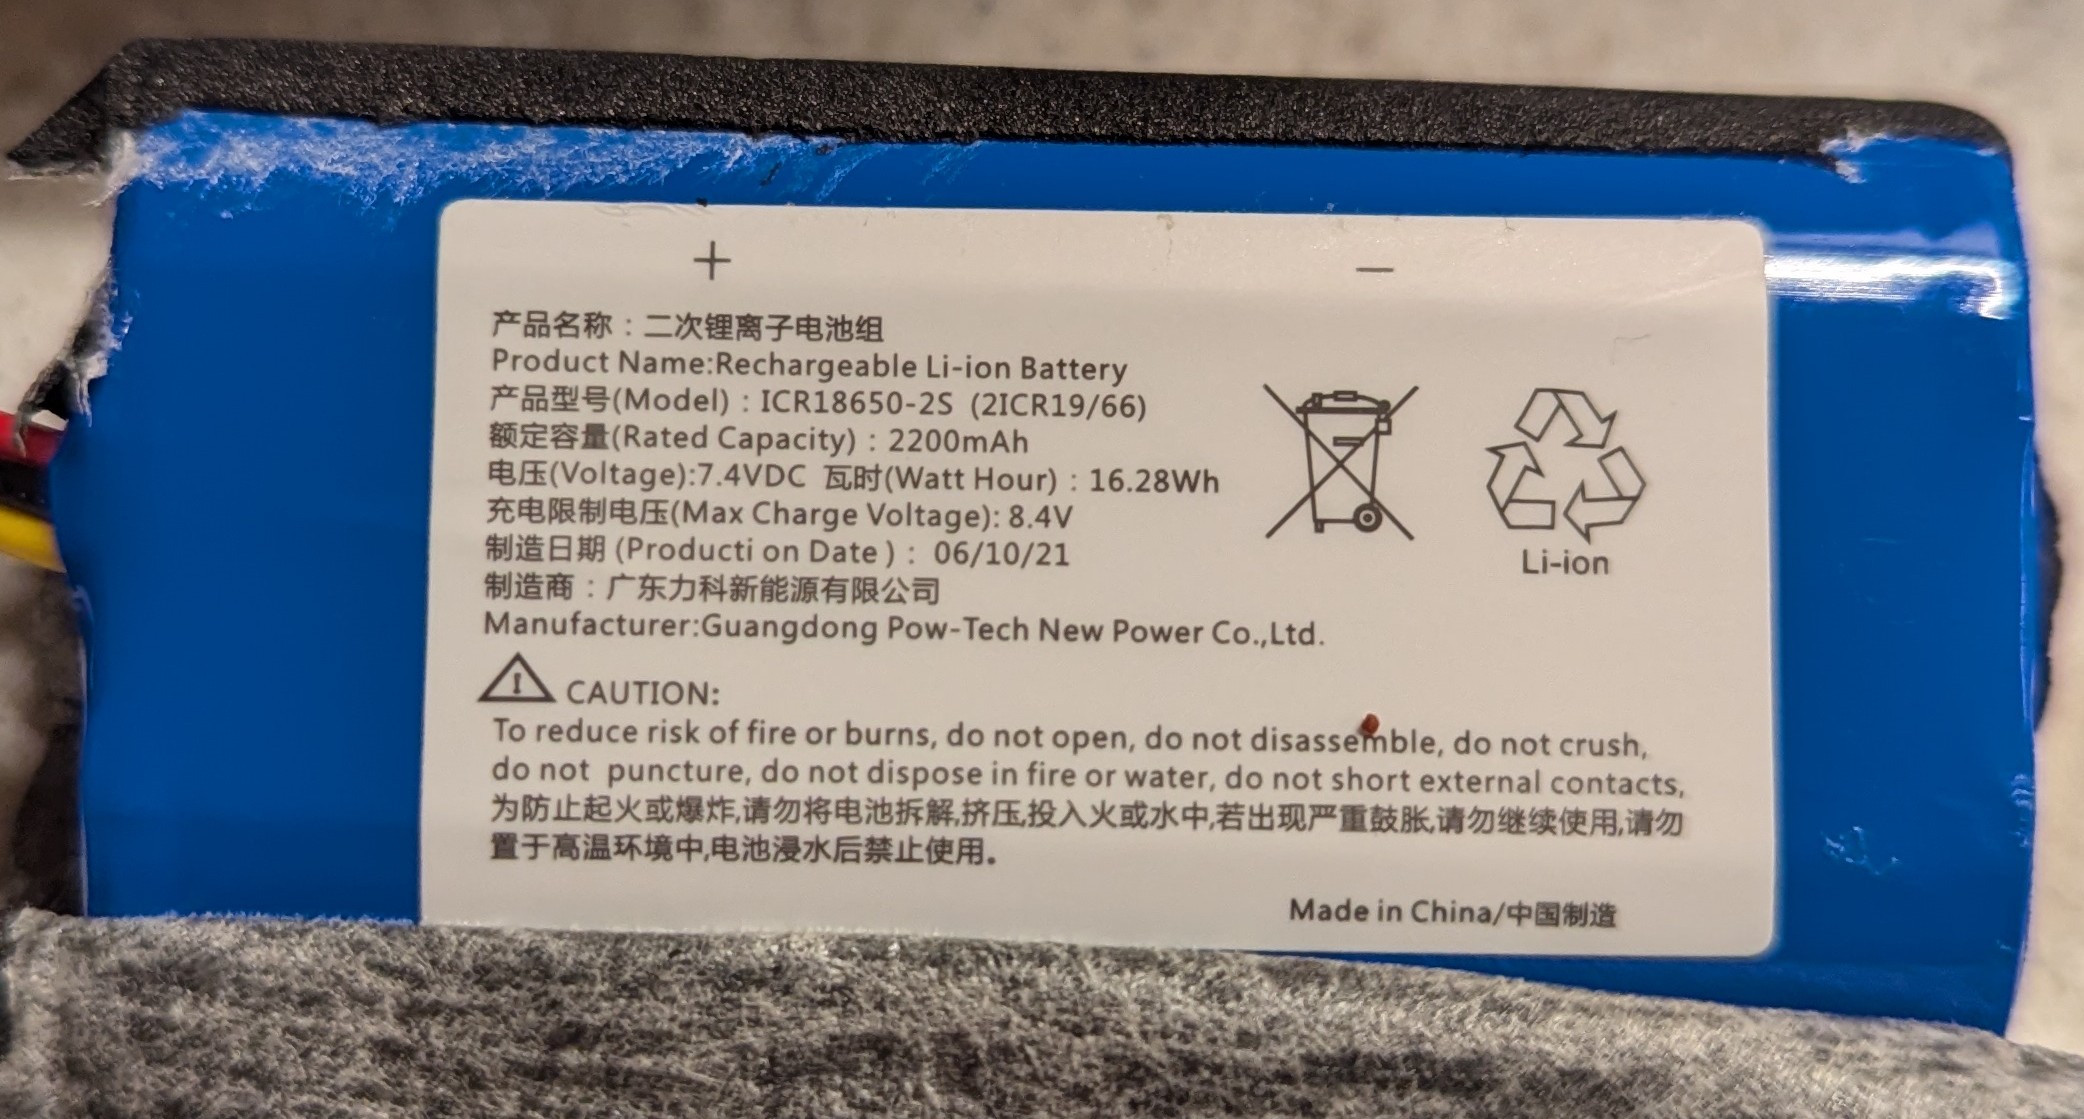 + −
产品名称：二次锂离子电池组
Product Name:Rechargeable Li-ion Battery
产品型号(Model)：ICR18650-2S (2ICR19/66)
额定容量(Rated Capacity)：2200mAh
电压(Voltage):7.4VDC 瓦时(Watt Hour)：16.28Wh
充电限制电压(Max Charge Voltage): 8.4V
制造日期 (Producti on Date )： 06/10/21
制造商：广东力科新能源有限公司
Manufacturer:Guangdong Pow-Tech New Power Co.,Ltd.
Li-ion
CAUTION:
To reduce risk of fire or burns, do not open, do not disassemble, do not crush,
do not puncture, do not dispose in fire or water, do not short external contacts,
为防止起火或爆炸,请勿将电池拆解,挤压,投入火或水中,若出现严重鼓胀,请勿继续使用,请勿
置于高温环境中,电池浸水后禁止使用。
Made in China/中国制造